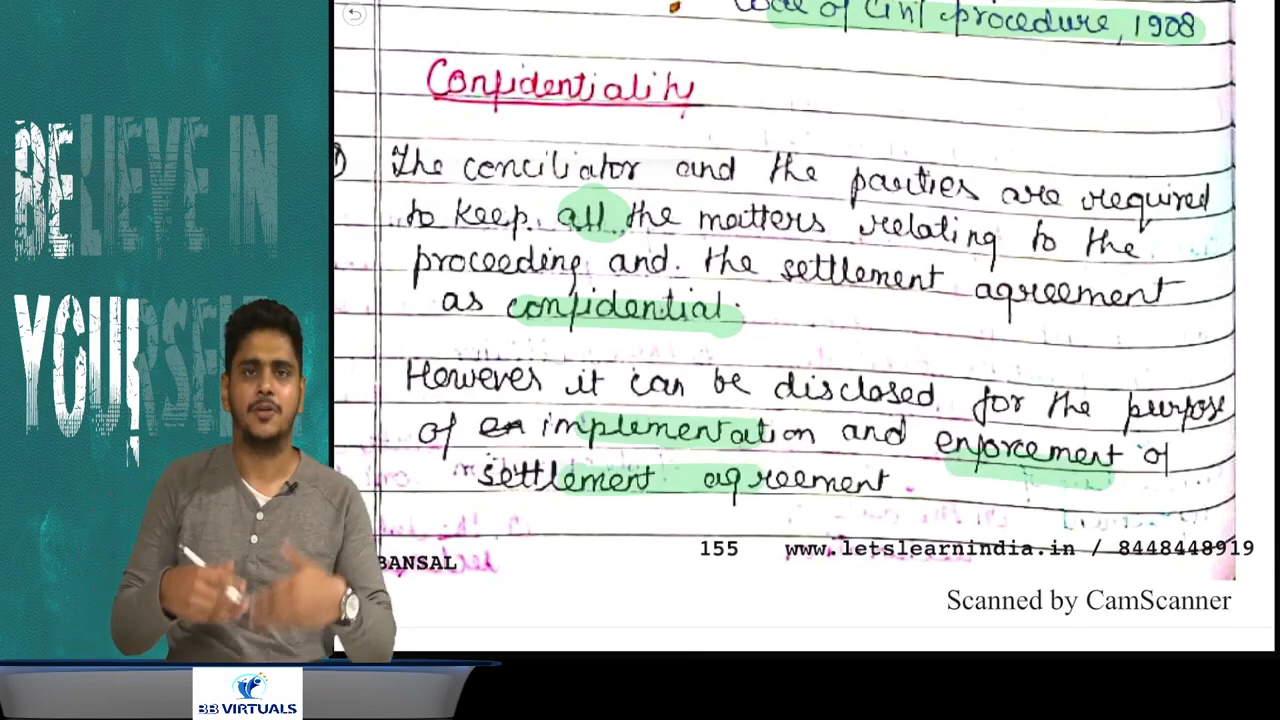 BELIEVE IN
YOURSELF
Code of Civil procedure, 1908
Confidentiality
The conciliator and the parties are required
to keep all the matters relating to the
proceeding and the settlement agreement
as confidential.
However it can be disclosed for the purpose
of en implementation and enforcement of
settlement agreement.
155 www.letslearnindia.in / 8448448919
BANSAL
Scanned by CamScanner
BB VIRTUALS